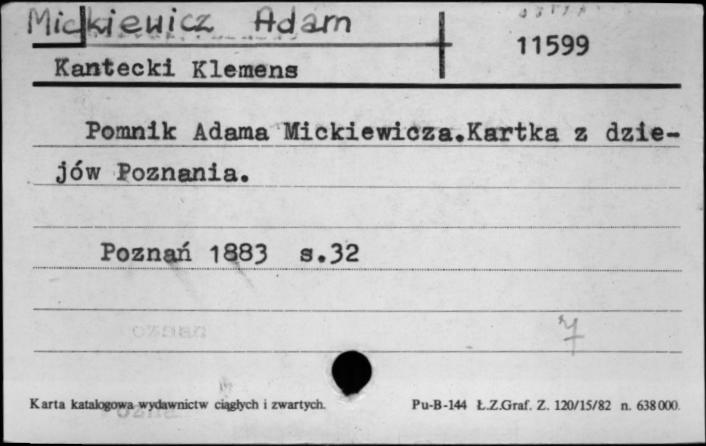 Mickiewicz Adam
11599
Kantecki Klemens
Pomnik Adama Mickiewicza.Kartka z dzie-
jów Poznania.
Poznań 1883 s.32
Karta katalogowa wydawnictw ciągłych i zwartych.
Pu-B-144 Ł.Z.Graf. Z. 120/15/82 n. 638000.